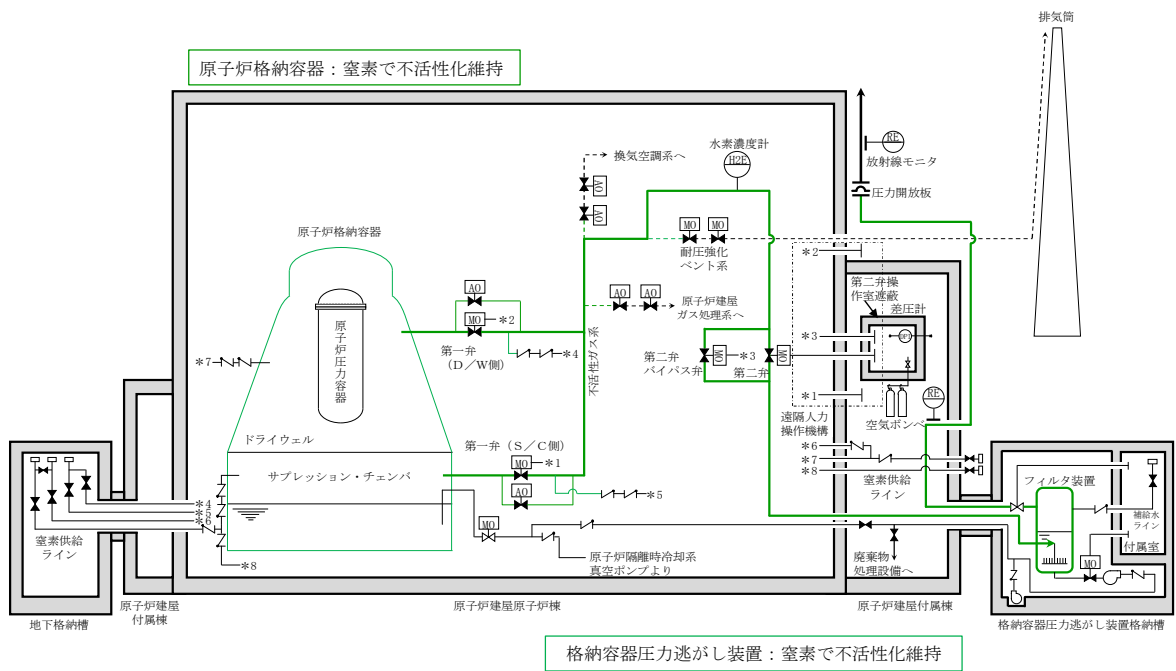 排気筒
原子炉格納容器：窒素で不活性化維持
水素濃度計
H2E
RE
放射線モニタ
圧力開放板
換気空調系へ
AO
AO
MO
MO
耐圧強化
ベント系
原子炉格納容器
原子炉圧力容器
AO
MO
＊2
第一弁
（D／W側）
＊4
AO
AO
原子炉建屋
ガス処理系へ
不活性ガス系
第二弁
バイパス弁
MO
＊3
第二弁
MO
＊2
＊3
＊1
遠隔人力
操作機構
第二弁操
作室遮蔽
差圧計
DPI
空気ボンベ
RE
＊7
ドライウェル
サプレッション・チェンバ
第一弁（S／C側）
MO
＊1
AO
＊5
MO
原子炉隔離時冷却系
真空ポンプより
＊6
＊7
＊8
窒素供給
ライン
廃棄物
処理設備へ
フィルタ装置
補給水
ライン
付属室
MO
窒素供給
ライン
＊4
＊5
＊6
＊8
地下格納槽
原子炉建屋
付属棟
原子炉建屋原子炉棟
原子炉建屋付属棟
格納容器圧力逃がし装置格納槽
格納容器圧力逃がし装置：窒素で不活性化維持